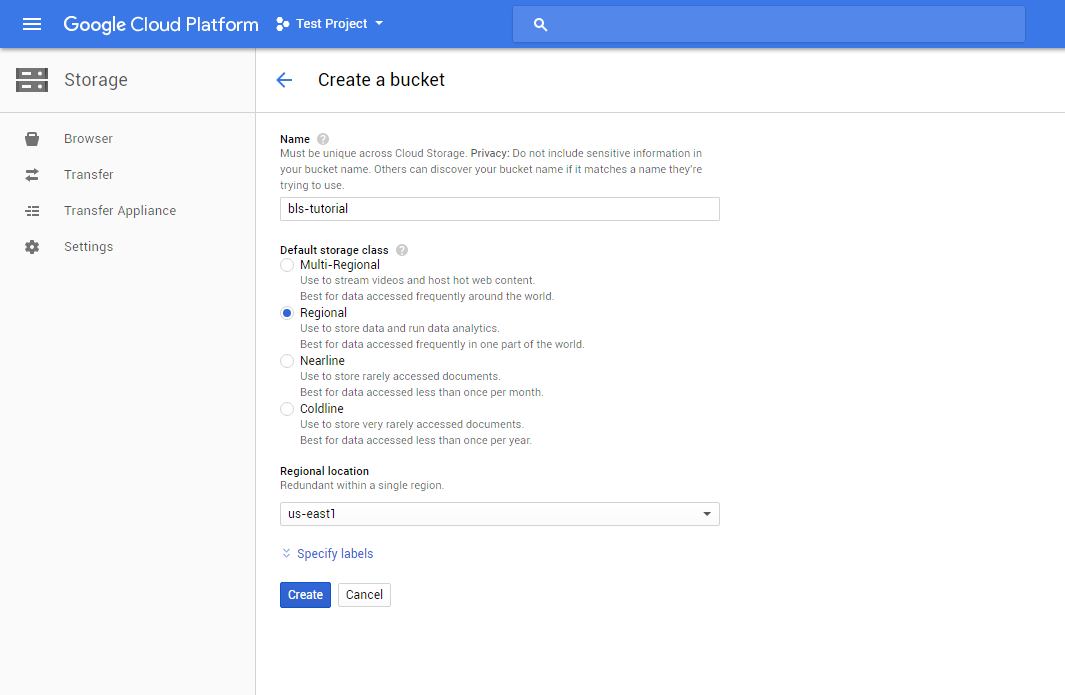 Google Cloud Platform
Test Project
Storage
Create a bucket
Browser
Transfer
Transfer Appliance
Settings
Name
Must be unique across Cloud Storage. Privacy: Do not include sensitive information in
your bucket name. Others can discover your bucket name if it matches a name they're
trying to use.
bls-tutorial
Default storage class
Multi-Regional
Use to stream videos and host hot web content.
Best for data accessed frequently around the world.
Regional
Use to store data and run data analytics.
Best for data accessed frequently in one part of the world.
Nearline
Use to store rarely accessed documents.
Best for data accessed less than once per month.
Coldline
Use to store very rarely accessed documents.
Best for data accessed less than once per year.
Regional location
Redundant within a single region.
us-east1
Specify labels
Create
Cancel